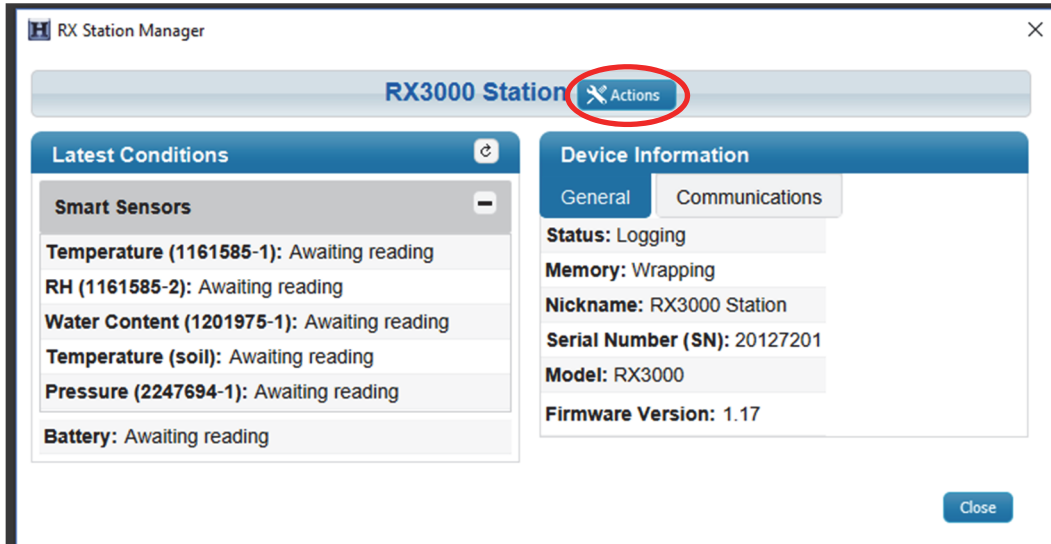 RX Station Manager
RX3000 Station Actions
Latest Conditions
Smart Sensors
Temperature (1161585-1): Awaiting reading
RH (1161585-2): Awaiting reading
Water Content (1201975-1): Awaiting reading
Temperature (soil): Awaiting reading
Pressure (2247694-1): Awaiting reading
Battery: Awaiting reading
Device Information
General Communications
Status: Logging
Memory: Wrapping
Nickname: RX3000 Station
Serial Number (SN): 20127201
Model: RX3000
Firmware Version: 1.17
Close